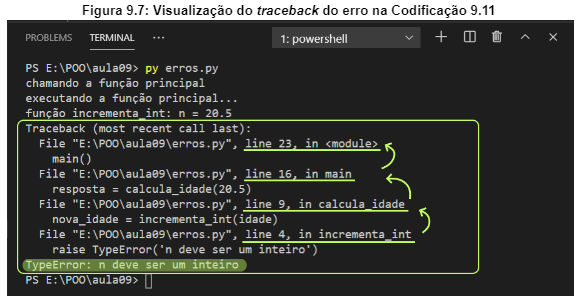 Figura 9.7: Visualização do traceback do erro na Codificação 9.11
PROBLEMS TERMINAL ... 1: powershell
PS E:\POO\aula09> py erros.py
chamando a função principal
executando a função principal...
função incrementa_int: n = 20.5
Traceback (most recent call last):
File "E:\POO\aula09\erros.py", line 23, in <module>
main()
File "E:\POO\aula09\erros.py", line 16, in main
resposta = calcula_idade(20.5)
File "E:\POO\aula09\erros.py", line 9, in calcula_idade
nova_idade = incrementa_int(idade)
File "E:\POO\aula09\erros.py", line 4, in incrementa_int
raise TypeError('n deve ser um inteiro')
TypeError: n deve ser um inteiro
PS E:\POO\aula09>